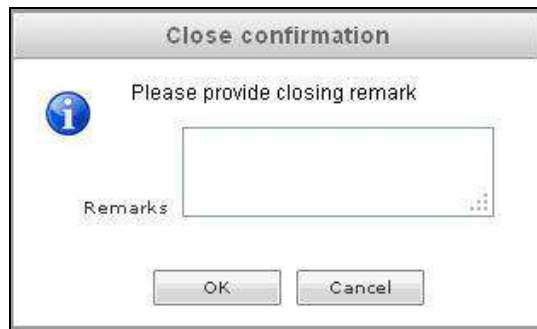 Close confirmation
Please provide closing remark
Remarks
OK Cancel